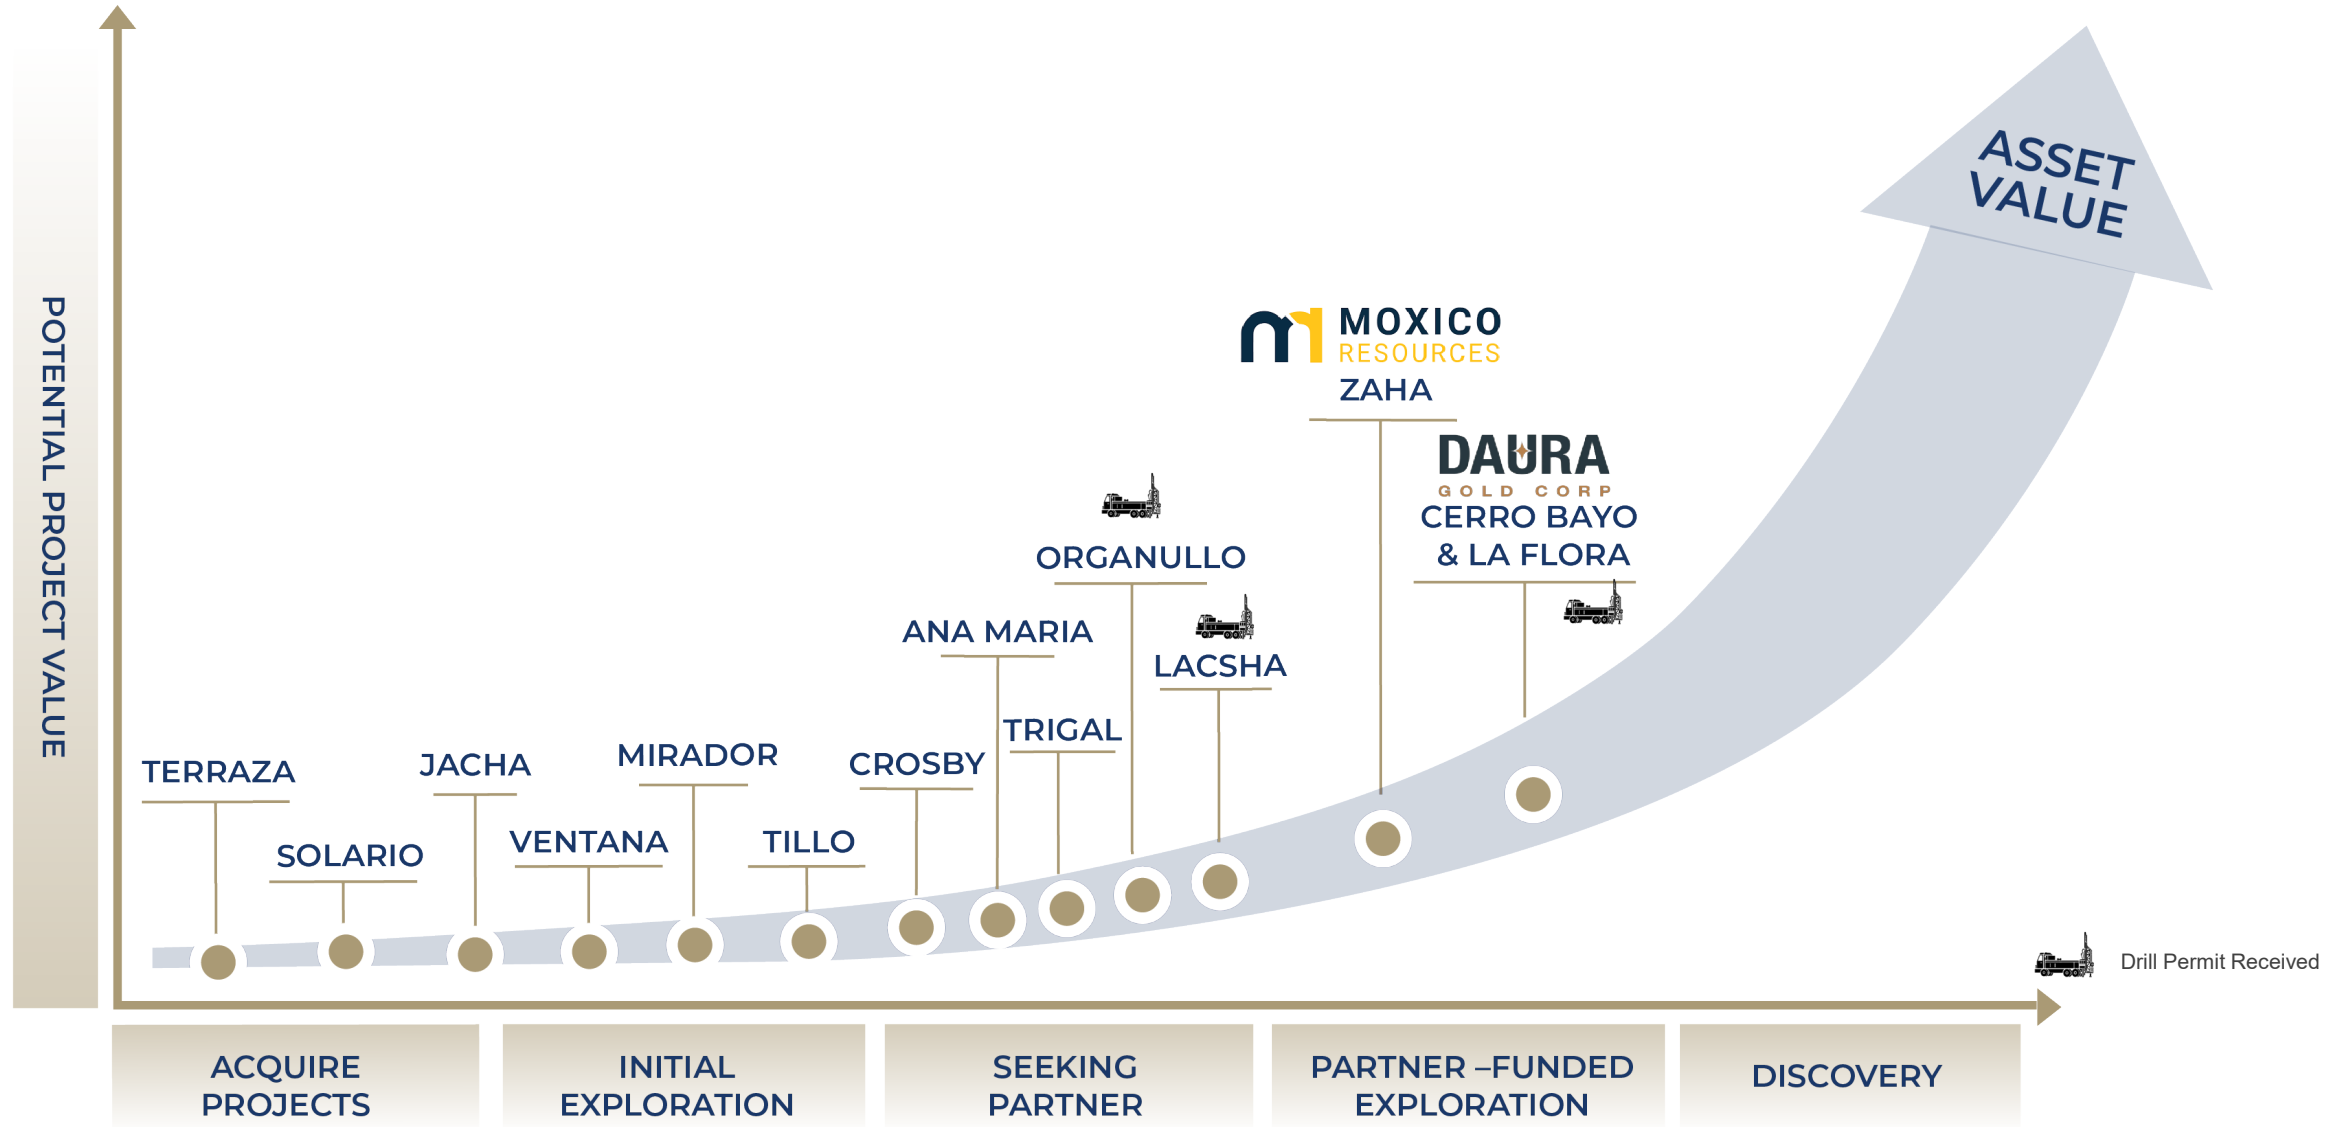 ASSET
VALUE
POTENTIAL PROJECT VALUE
MOXICO
RESOURCES
ZAHA
DAURA
GOLD CORP
CERRO BAYO
& LA FLORA
ORGANULLO
ANA MARIA
LACSHA
TRIGAL
TERRAZA
SOLARIO
JACHA
VENTANA
MIRADOR
TILLO
CROSBY
Drill Permit Received
ACQUIRE
PROJECTS
INITIAL
EXPLORATION
SEEKING
PARTNER
PARTNER –FUNDED
EXPLORATION
DISCOVERY